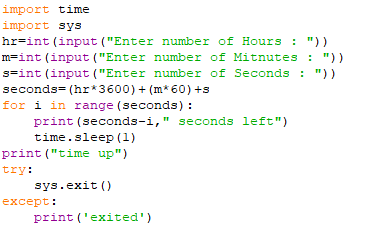 import time
import sys
hr=int(input("Enter number of Hours : "))
m=int(input("Enter number of Mitnutes : "))
s=int(input("Enter number of Seconds : "))
seconds=(hr*3600)+(m*60)+s
for i in range(seconds):
    print(seconds-i," seconds left")
    time.sleep(1)
print("time up")
try:
    sys.exit()
except:
    print('exited')